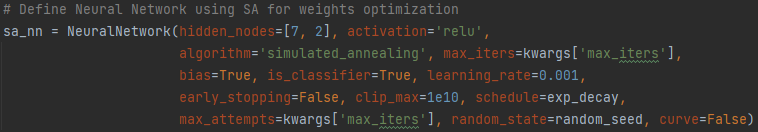 # Define Neural Network using SA for weights optimization
sa_nn = NeuralNetwork(hidden_nodes=[7, 2], activation='relu',
algorithm='simulated_annealing', max_iters=kwargs['max_iters'],
bias=True, is_classifier=True, learning_rate=0.001,
early_stopping=False, clip_max=1e10, schedule=exp_decay,
max_attempts=kwargs['max_iters'], random_state=random_seed, curve=False)